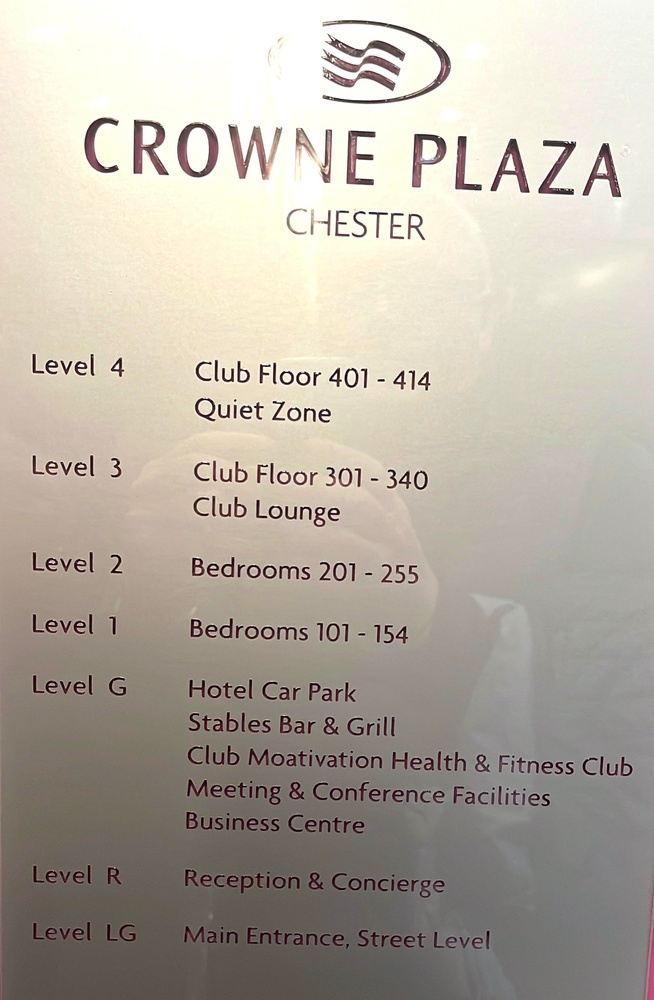 CROWNE PLAZA
CHESTER
Level 4 Club Floor 401 - 414
Quiet Zone
Level 3 Club Floor 301 - 340
Club Lounge
Level 2 Bedrooms 201 - 255
Level 1 Bedrooms 101 - 154
Level G Hotel Car Park
Stables Bar & Grill
Club Moativation Health & Fitness Club
Meeting & Conference Facilities
Business Centre
Level R Reception & Concierge
Level LG Main Entrance, Street Level